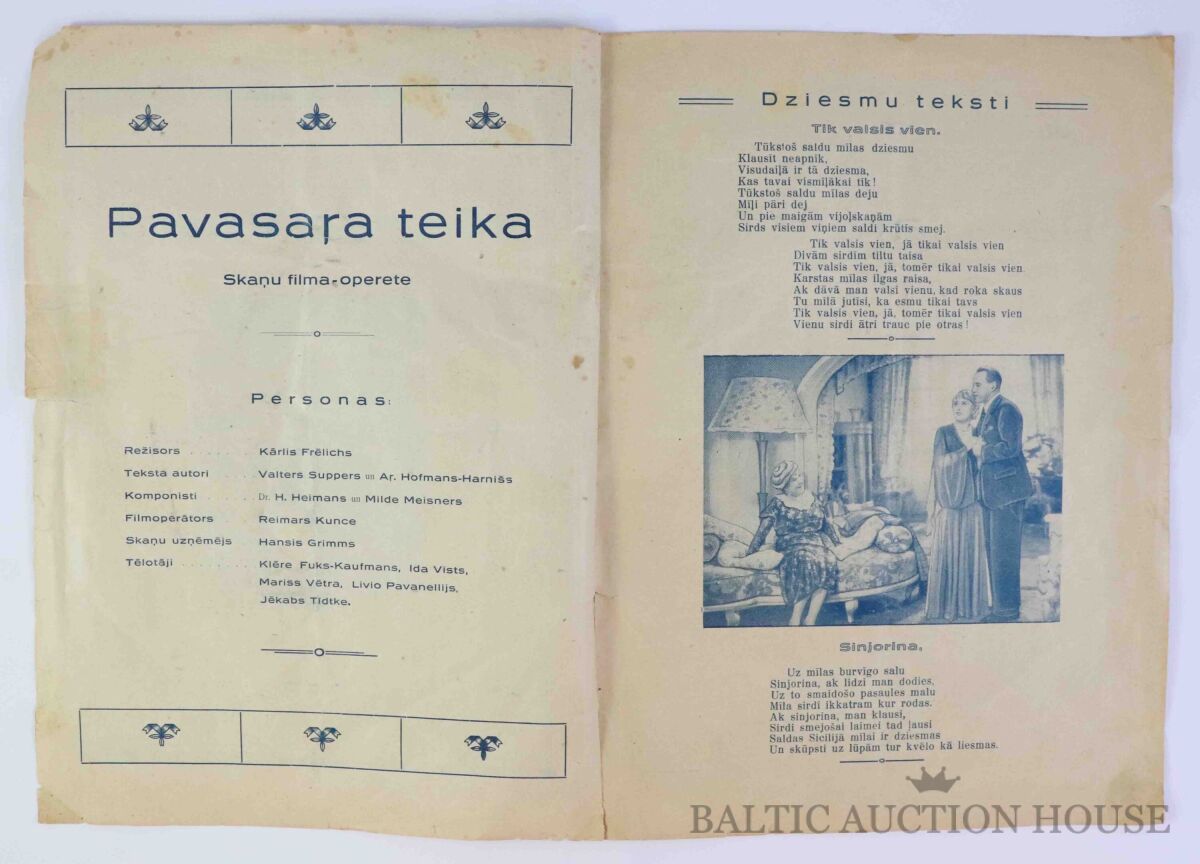 Pavasaŗa teika
Skaņu filma-operete
Personas:
Režisors . . . . . . Kārlis Frēlichs
Teksta autori . . . . Valters Suppers un Aŗ. Hofmans-Harnišs
Komponisti . . . . . Dr. H. Heimans un Milde Meisners
Filmoperātors . . . Reimars Kunce
Skaņu uzņēmējs . . Hansis Grimms
Tēlotāji . . . . . . . . Klēre Fuks-Kaufmans, Ida Vists,
Mariss Vētra, Livio Pavanellijs,
Jēkabs Tīdtke.
Dziesmu teksti
Tik valsis vien.
Tūkstoš saldu mīlas dziesmu
Klausīt neapnik,
Visudaiļā ir tā dziesma,
Kas tavai vismīļākai tik!
Tūkstoš saldu mīlas deju
Mīļi pāri dej
Un pie maigām vijoļskaņām
Sirds visiem viņiem saldi krūtīs smej.
Tik valsis vien, jā tikai valsis vien
Divām sirdīm tiltu taisa
Tik valsis vien, jā, tomēr tikai valsis vien.
Karstas mīlas ilgas raisa,
Ak dāvā man valsi vienu, kad roka skaus
Tu mīlā jutīsi, ka esmu tikai tavs
Tik valsis vien, jā, tomēr tikai valsis vien
Vienu sirdi ātri trauc pie otras!
Sinjorina.
Uz mīlas burvīgo salu
Sinjorina, ak līdzi man dodies,
Uz to smaidošo pasaules malu
Mīla sirdī ikkatram kur rodas.
Ak sinjorina, man klausi,
Sirdi smejošai laimei tad ļausi
Saldas Sicīlijā mīlai ir dziesmas
Un skūpsti uz lūpām tur kvēlo kā liesmas.
BALTIC AUCTION HOUSE